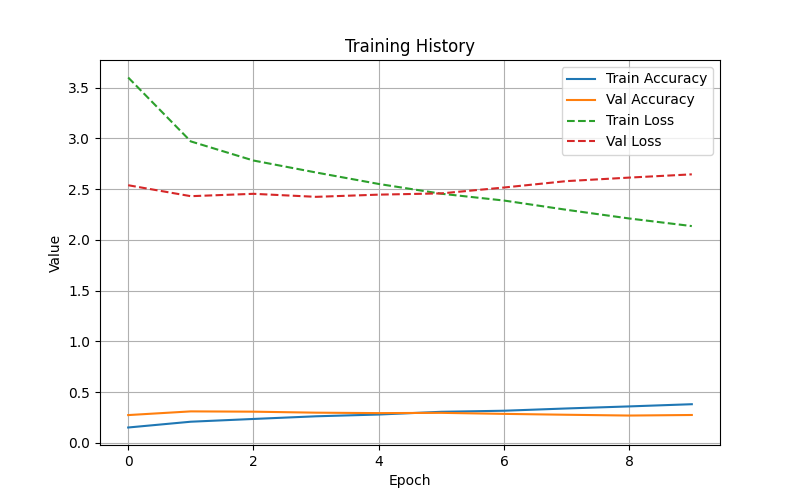 Training History
Train Accuracy
Val Accuracy
Train Loss
Val Loss
Value
3.5
3.0
2.5
2.0
1.5
1.0
0.5
0.0
0 2 4 6 8
Epoch